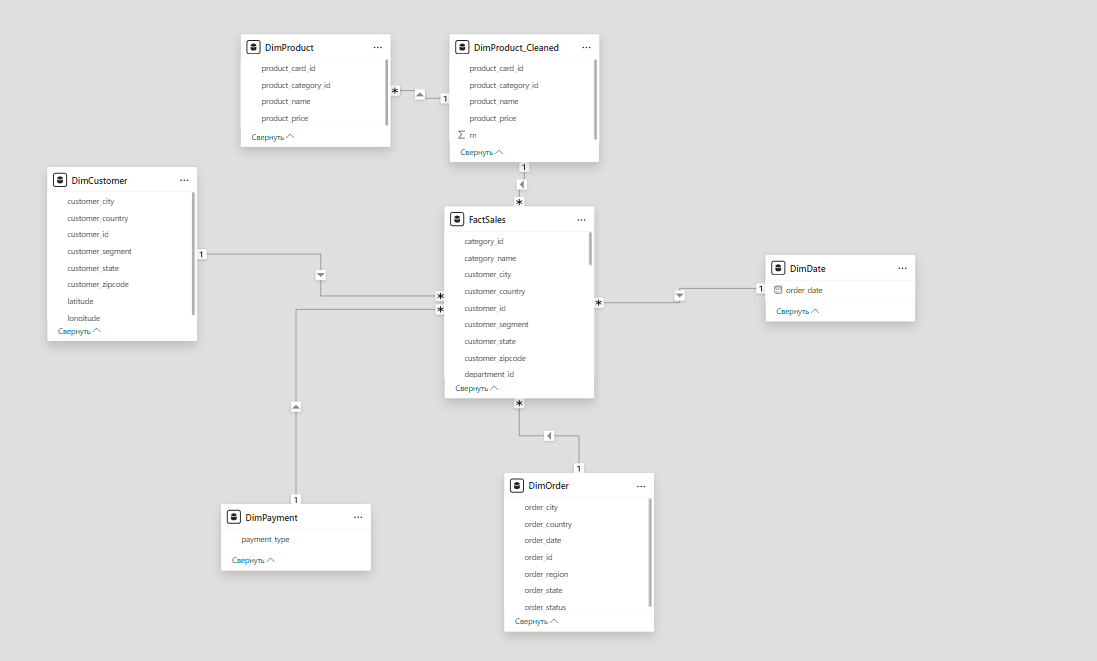 DimProduct
product_card_id
product_category_id
product_name
product_price
Свернуть
DimProduct_Cleaned
product_card_id
product_category_id
product_name
product_price
rn
Свернуть
*
1
1
*
DimCustomer
customer_city
customer_country
customer_id
customer_segment
customer_state
customer_zipcode
latitude
longitude
Свернуть
1
FactSales
category_id
category_name
customer_city
customer_country
customer_id
customer_segment
customer_state
customer_zipcode
department_id
Свернуть
*
*
*
*
DimDate
order_date
Свернуть
1
DimPayment
payment_type
Свернуть
1
DimOrder
order_city
order_country
order_date
order_id
order_region
order_state
order_status
Свернуть
1